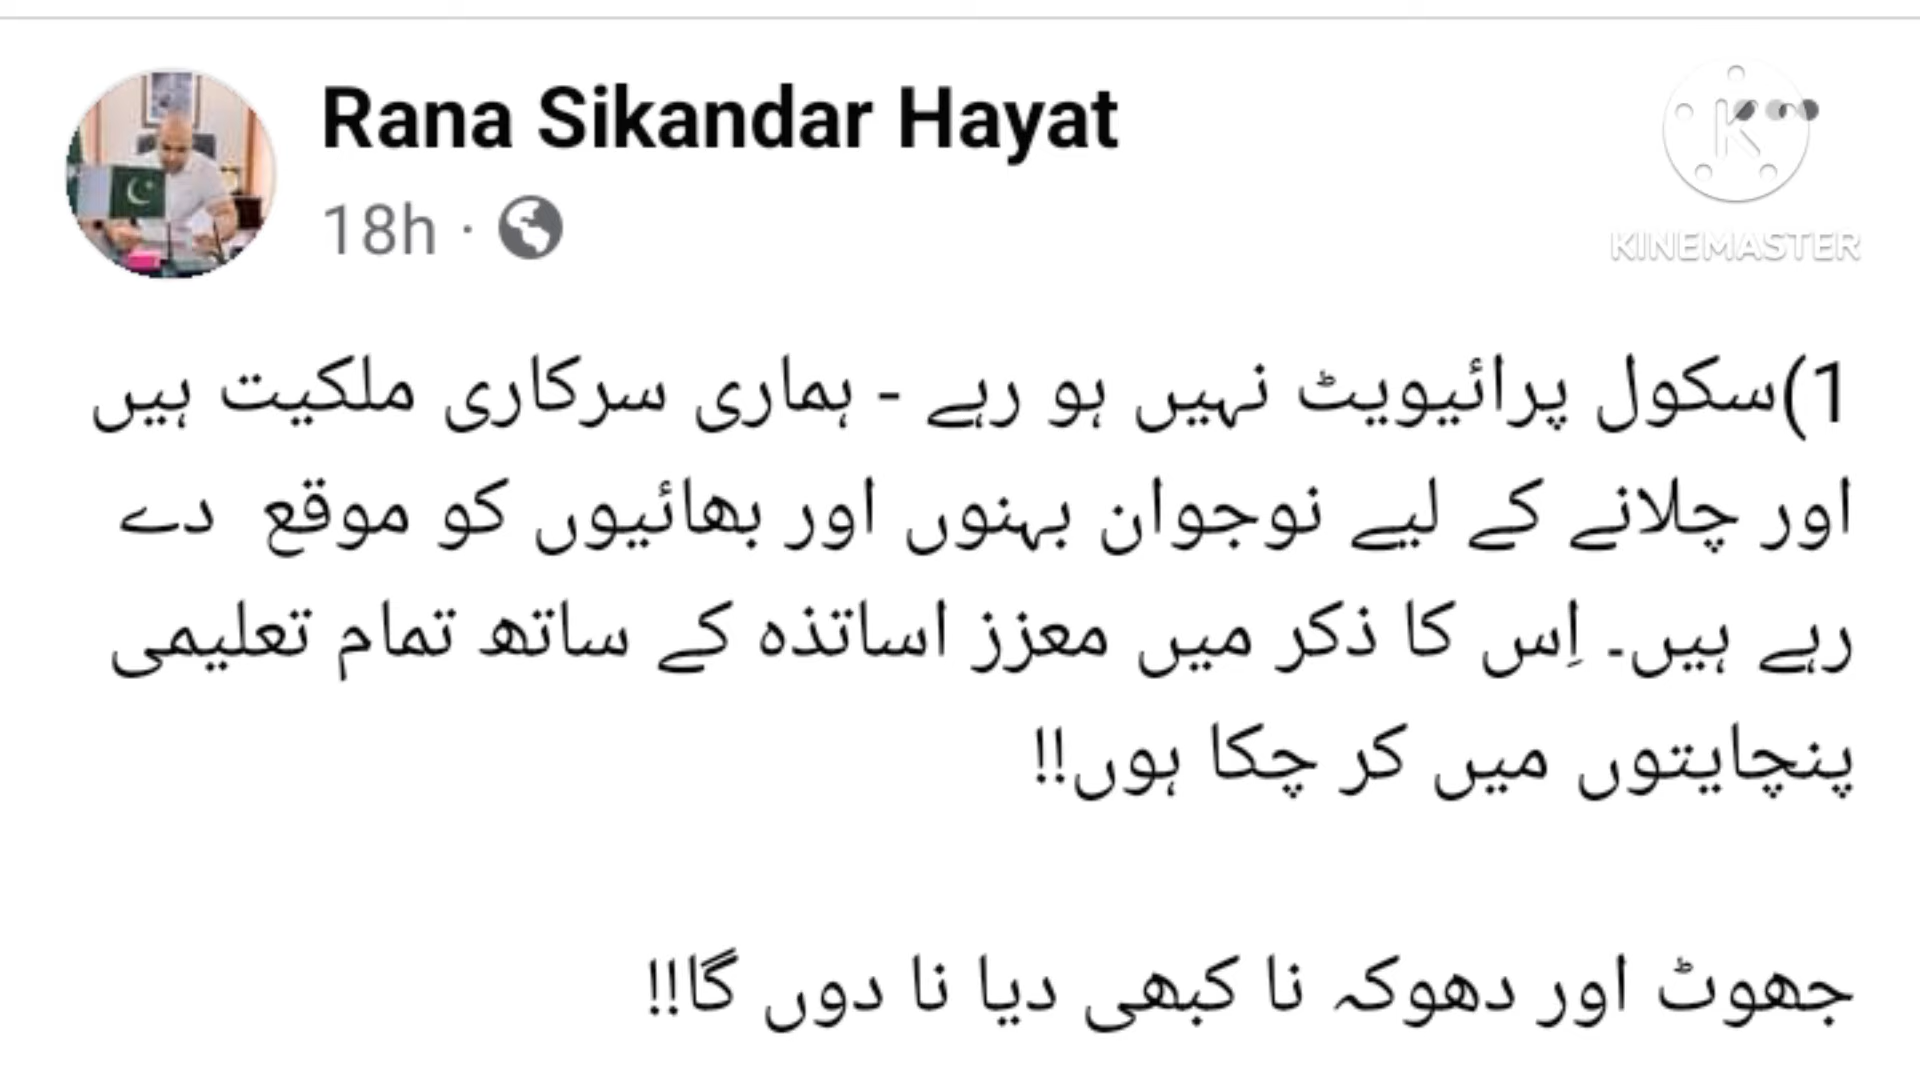 Rana Sikandar Hayat
18h ·
KINEMASTER
1)سکول پرائیویٹ نہیں ہو رہے - ہماری سرکاری ملکیت ہیں
اور چلانے کے لیے نوجوان بہنوں اور بھائیوں کو موقع دے
رہے ہیں۔ اِس کا ذکر میں معزز اساتذہ کے ساتھ تمام تعلیمی
پنچایتوں میں کر چکا ہوں!!
جھوٹ اور دھوکہ نا کبھی دیا نا دوں گا!!